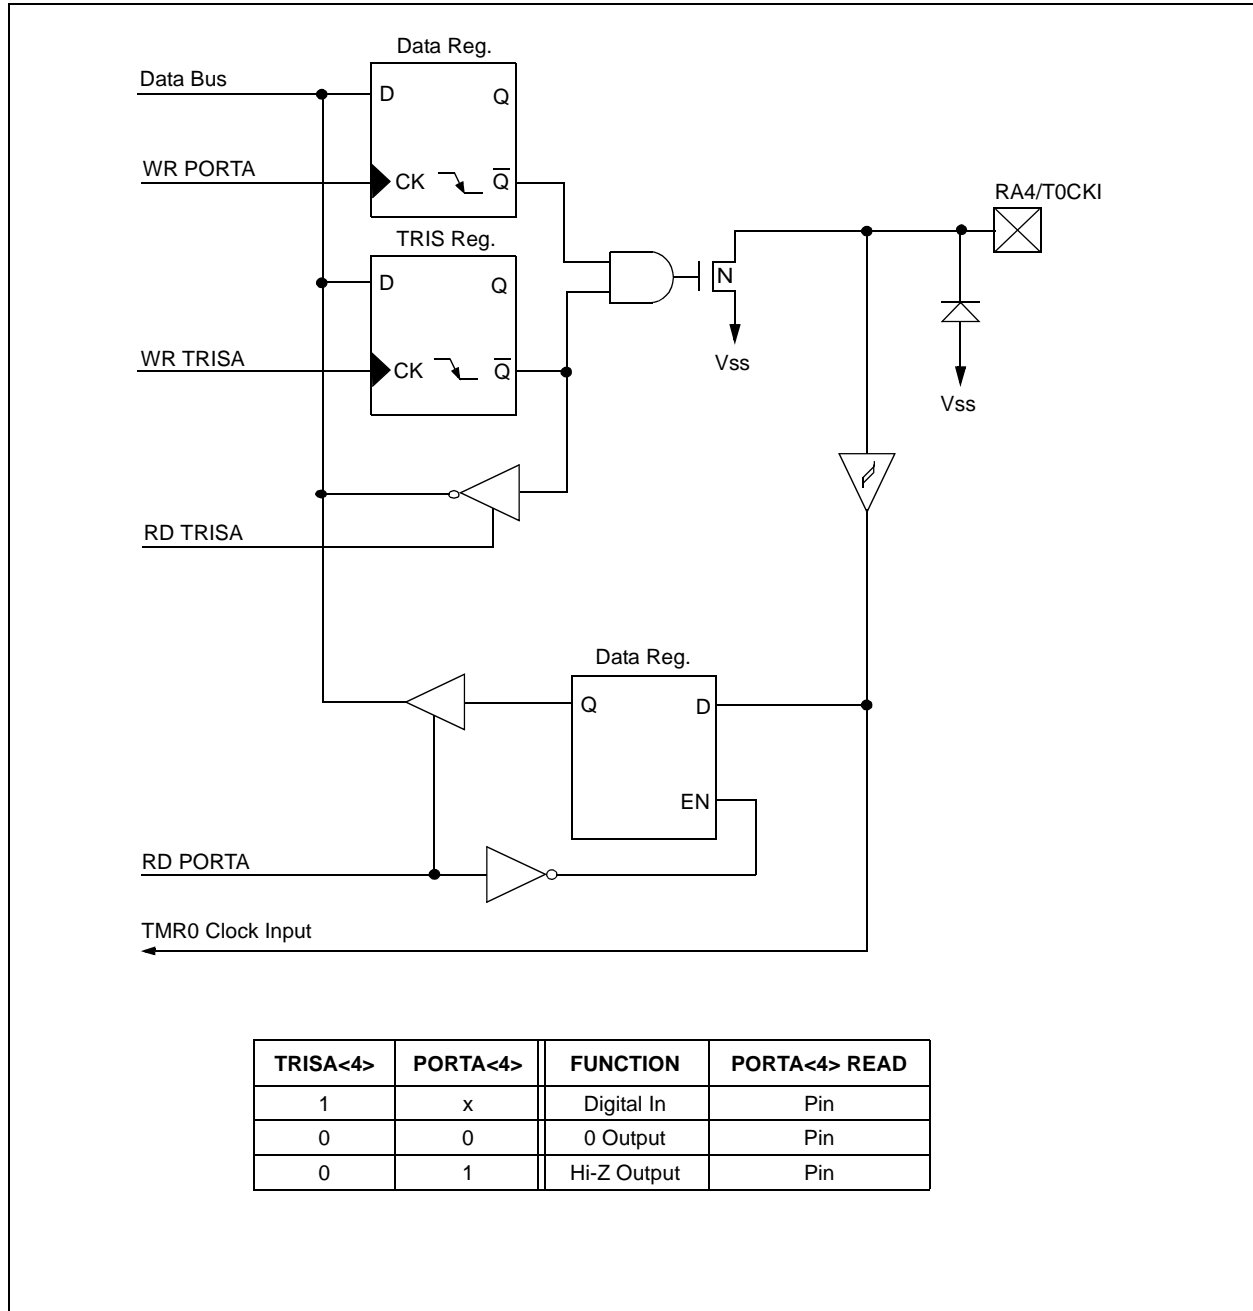 Data Reg.
Data Bus
D Q
WR PORTA
CK Q̅
RA4/T0CKI
TRIS Reg.
D Q
N
WR TRISA
CK Q̅
Vss
Vss
RD TRISA
Data Reg.
Q D
EN
RD PORTA
TMR0 Clock Input
TRISA<4> PORTA<4> FUNCTION PORTA<4> READ
1 x Digital In Pin
0 0 0 Output Pin
0 1 Hi-Z Output Pin